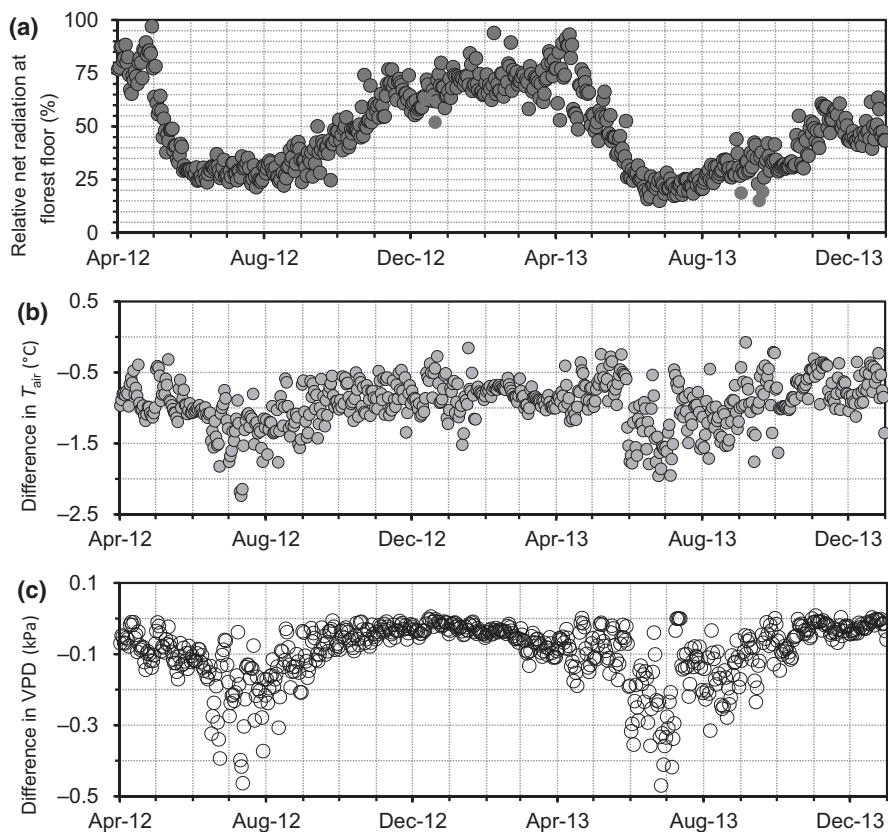 (a)
Relative net radiation at
florest floor (%)
100
75
50
25
0
Apr-12 Aug-12 Dec-12 Apr-13 Aug-13 Dec-13
(b)
Difference in Tair (°C)
0.5
−0.5
−0.5
−1.5
−2.5
Apr-12 Aug-12 Dec-12 Apr-13 Aug-13 Dec-13
(c)
Difference in VPD (kPa)
0.1
−0.1
−0.3
−0.5
Apr-12 Aug-12 Dec-12 Apr-13 Aug-13 Dec-13